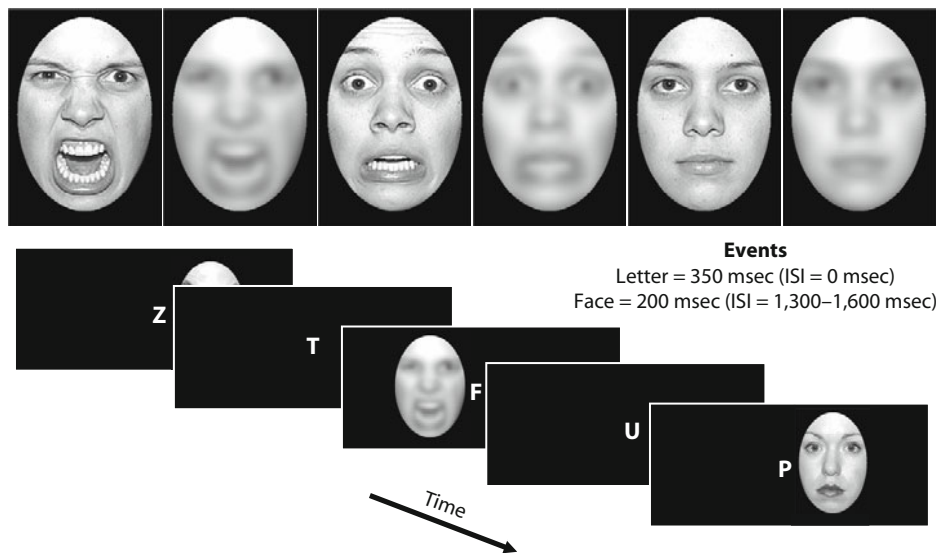 Events
Letter = 350 msec (ISI = 0 msec)
Face = 200 msec (ISI = 1,300–1,600 msec)
Z
T
F
U
P
Time